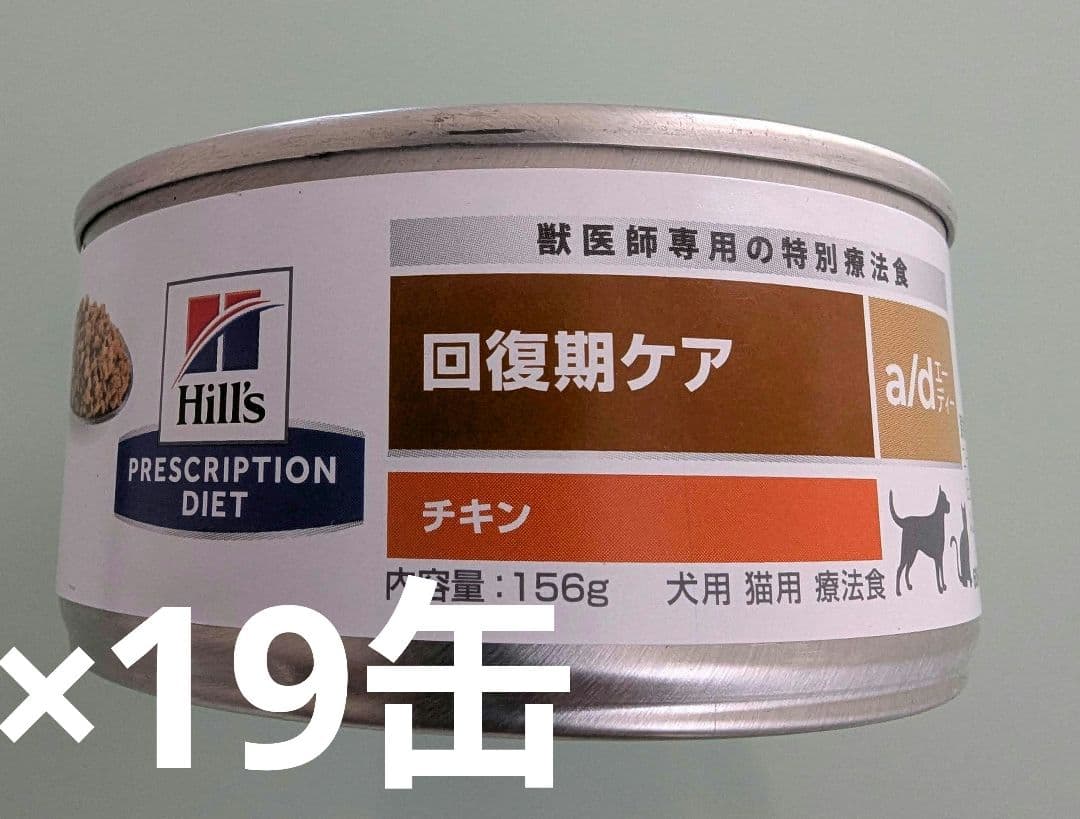 獣医師専用の特別療法食
Hill's
PRESCRIPTION
DIET
回復期ケア
a/d エー
ディー
チキン
内容量:156g
犬用 猫用 療法食
×19缶